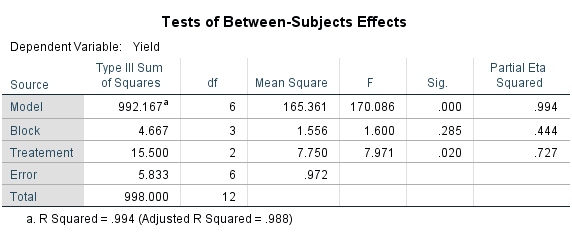 Tests of Between-Subjects Effects
Dependent Variable: Yield
Source Type III Sum of Squares df Mean Square F Sig. Partial Eta Squared
Model 992.167a 6 165.361 170.086 .000 .994
Block 4.667 3 1.556 1.600 .285 .444
Treatement 15.500 2 7.750 7.971 .020 .727
Error 5.833 6 .972
Total 998.000 12
a. R Squared = .994 (Adjusted R Squared = .988)